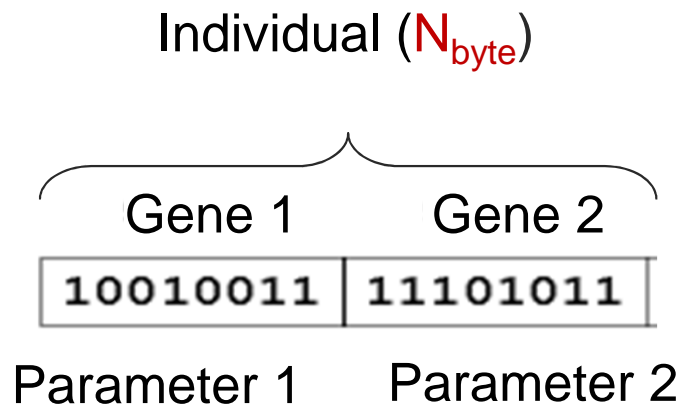 Individual (Nbyte)
Gene 1 Gene 2
10010011 11101011
Parameter 1 Parameter 2